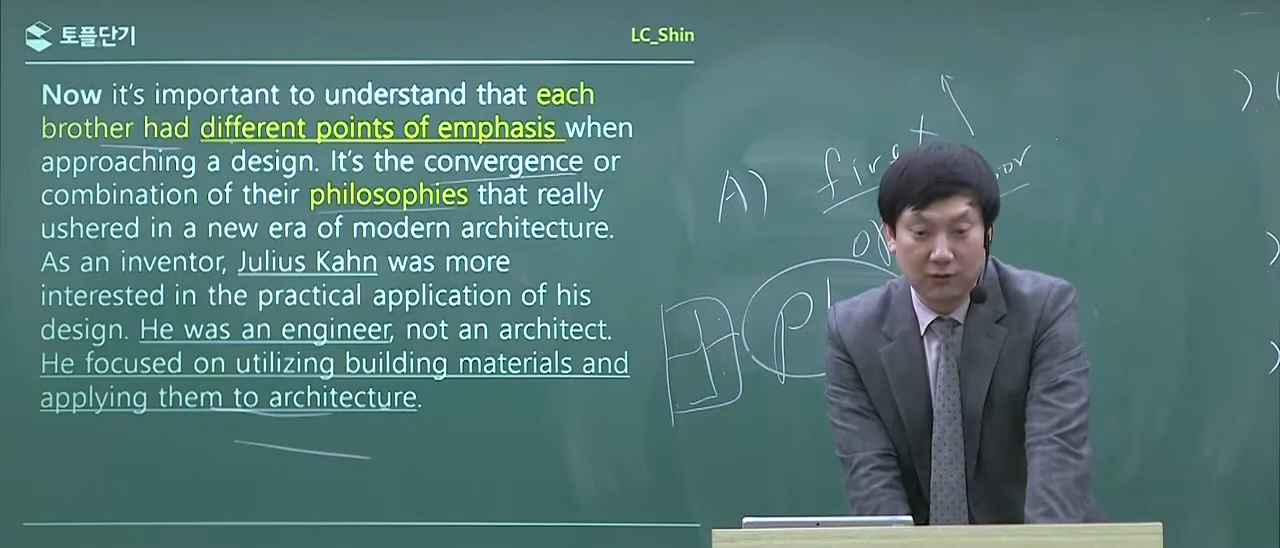 토플단기
LC_Shin
Now it's important to understand that each
brother had different points of emphasis when
approaching a design. It's the convergence or
combination of their philosophies that really
ushered in a new era of modern architecture.
As an inventor, Julius Kahn was more
interested in the practical application of his
design. He was an engineer, not an architect.
He focused on utilizing building materials and
applying them to architecture.
A)